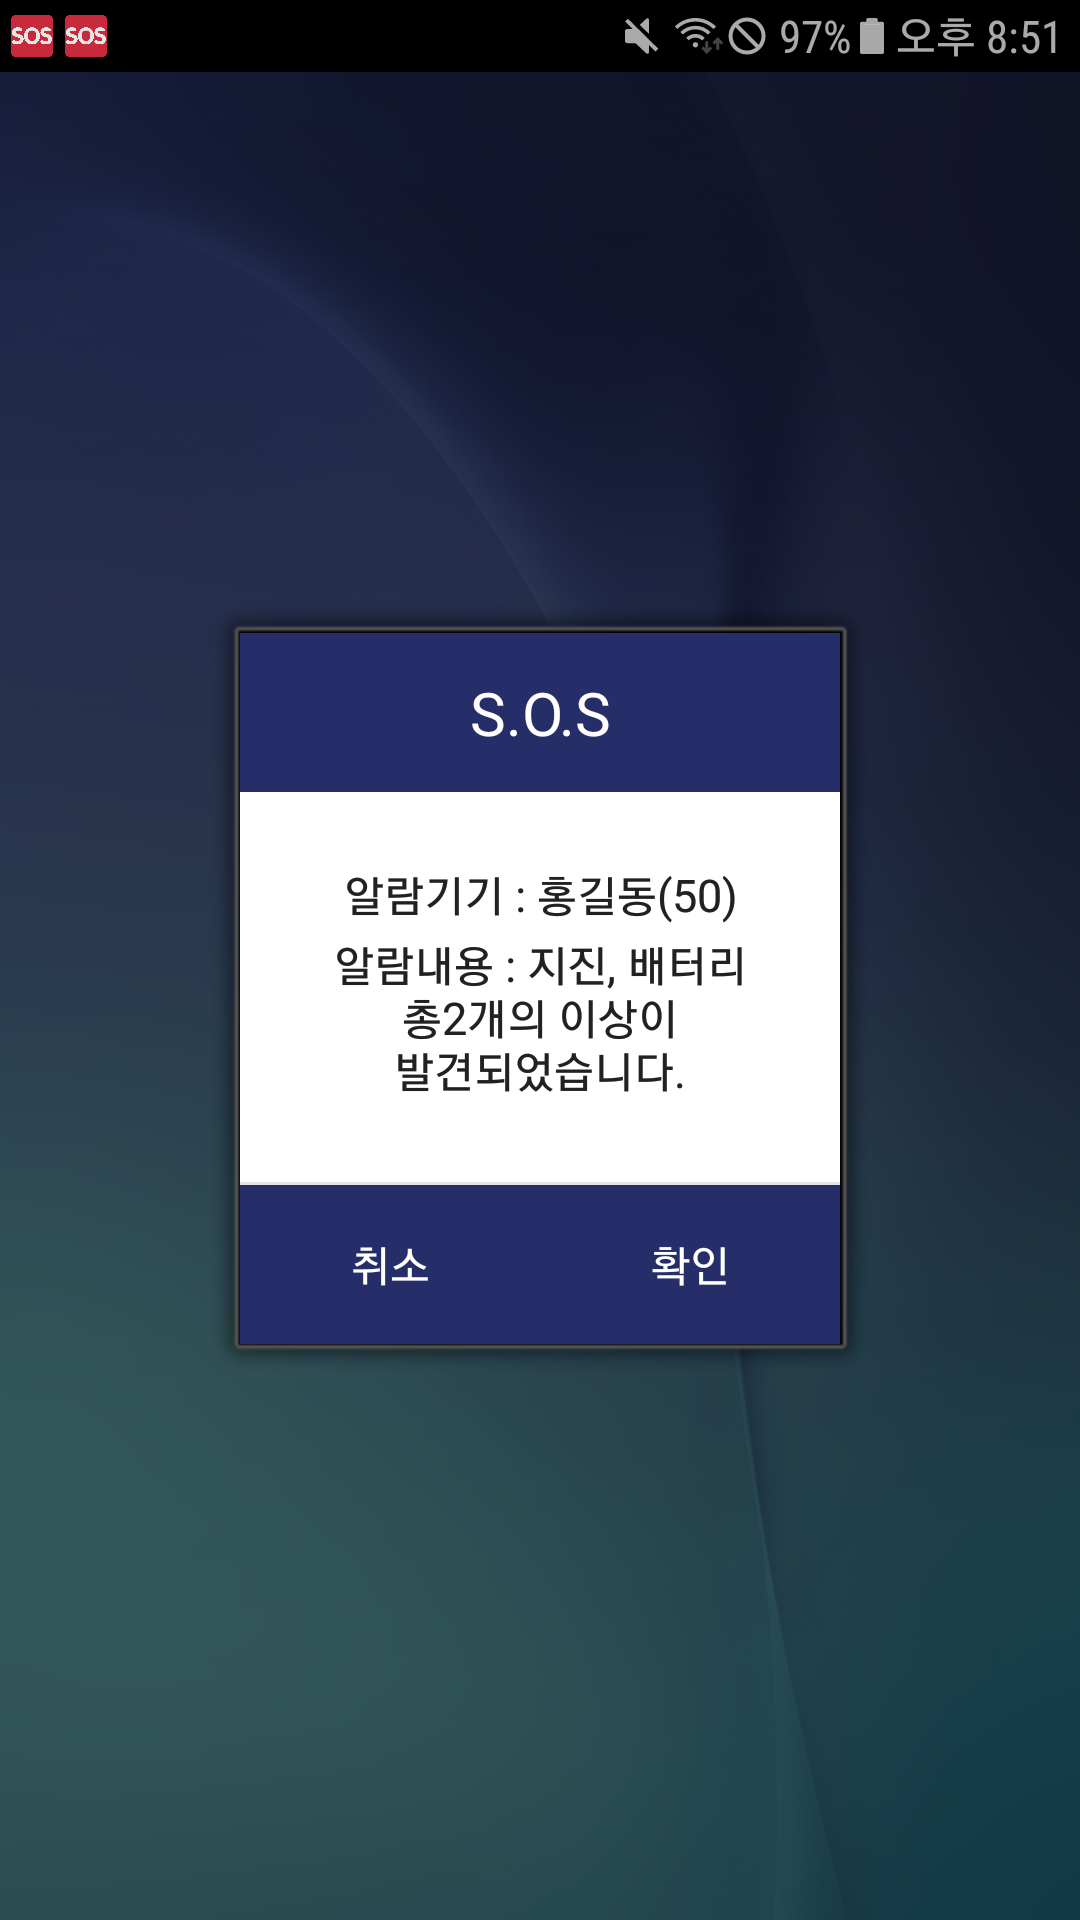 SOS SOS 97% 오후 8:51
S.O.S
알람기기 : 홍길동(50)
알람내용 : 지진, 배터리
총2개의 이상이
발견되었습니다.
취소 확인